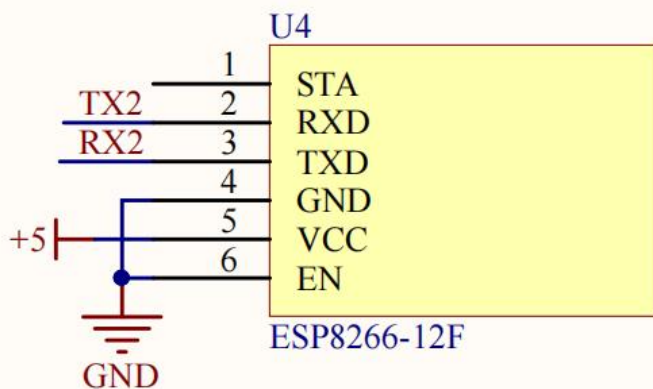 U4
1 STA
TX2 2 RXD
RX2 3 TXD
4 GND
+5 5 VCC
6 EN
ESP8266-12F
GND